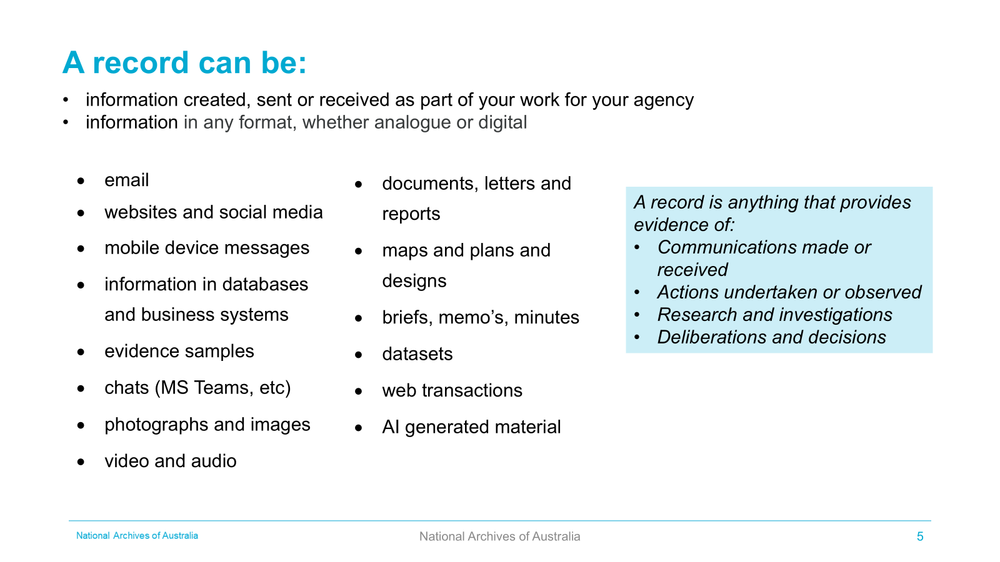 A record can be:
• information created, sent or received as part of your work for your agency
• information in any format, whether analogue or digital
• email
• websites and social media
• mobile device messages
• information in databases
and business systems
• evidence samples
• chats (MS Teams, etc)
• photographs and images
• video and audio
• documents, letters and
reports
• maps and plans and
designs
• briefs, memo’s, minutes
• datasets
• web transactions
• AI generated material
A record is anything that provides
evidence of:
• Communications made or
received
• Actions undertaken or observed
• Research and investigations
• Deliberations and decisions
National Archives of Australia
National Archives of Australia
5